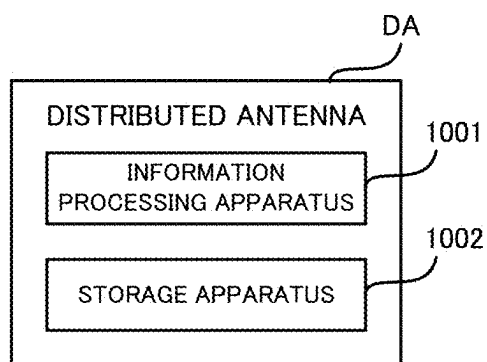 DA
DISTRIBUTED ANTENNA
1001
INFORMATION
PROCESSING APPARATUS
1002
STORAGE APPARATUS